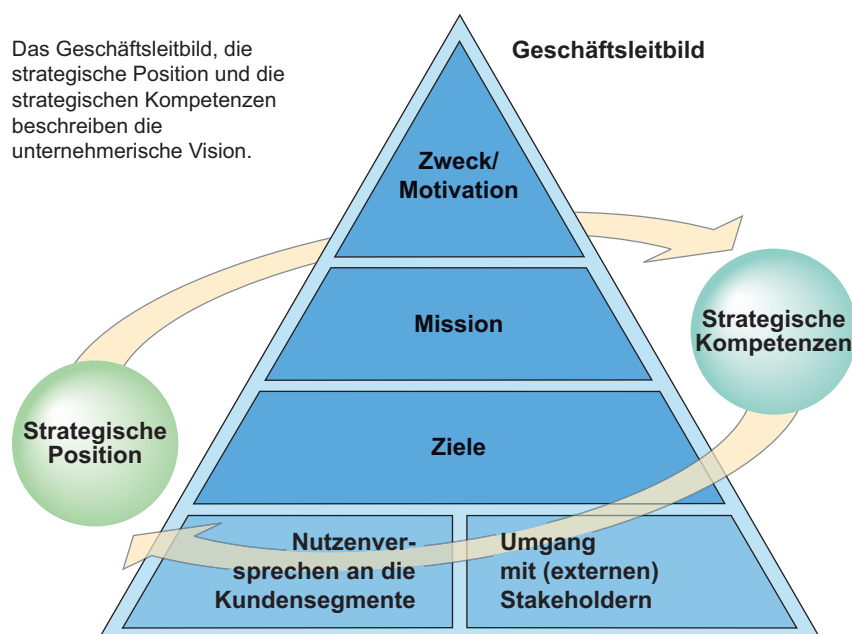 Das Geschäftsleitbild, die
strategische Position und die
strategischen Kompetenzen
beschreiben die
unternehmerische Vision.
Geschäftsleitbild
Zweck/
Motivation
Mission
Strategische
Kompetenzen
Strategische
Position
Ziele
Nutzenver-
sprechen an die
Kundensegmente
Umgang
mit (externen)
Stakeholdern